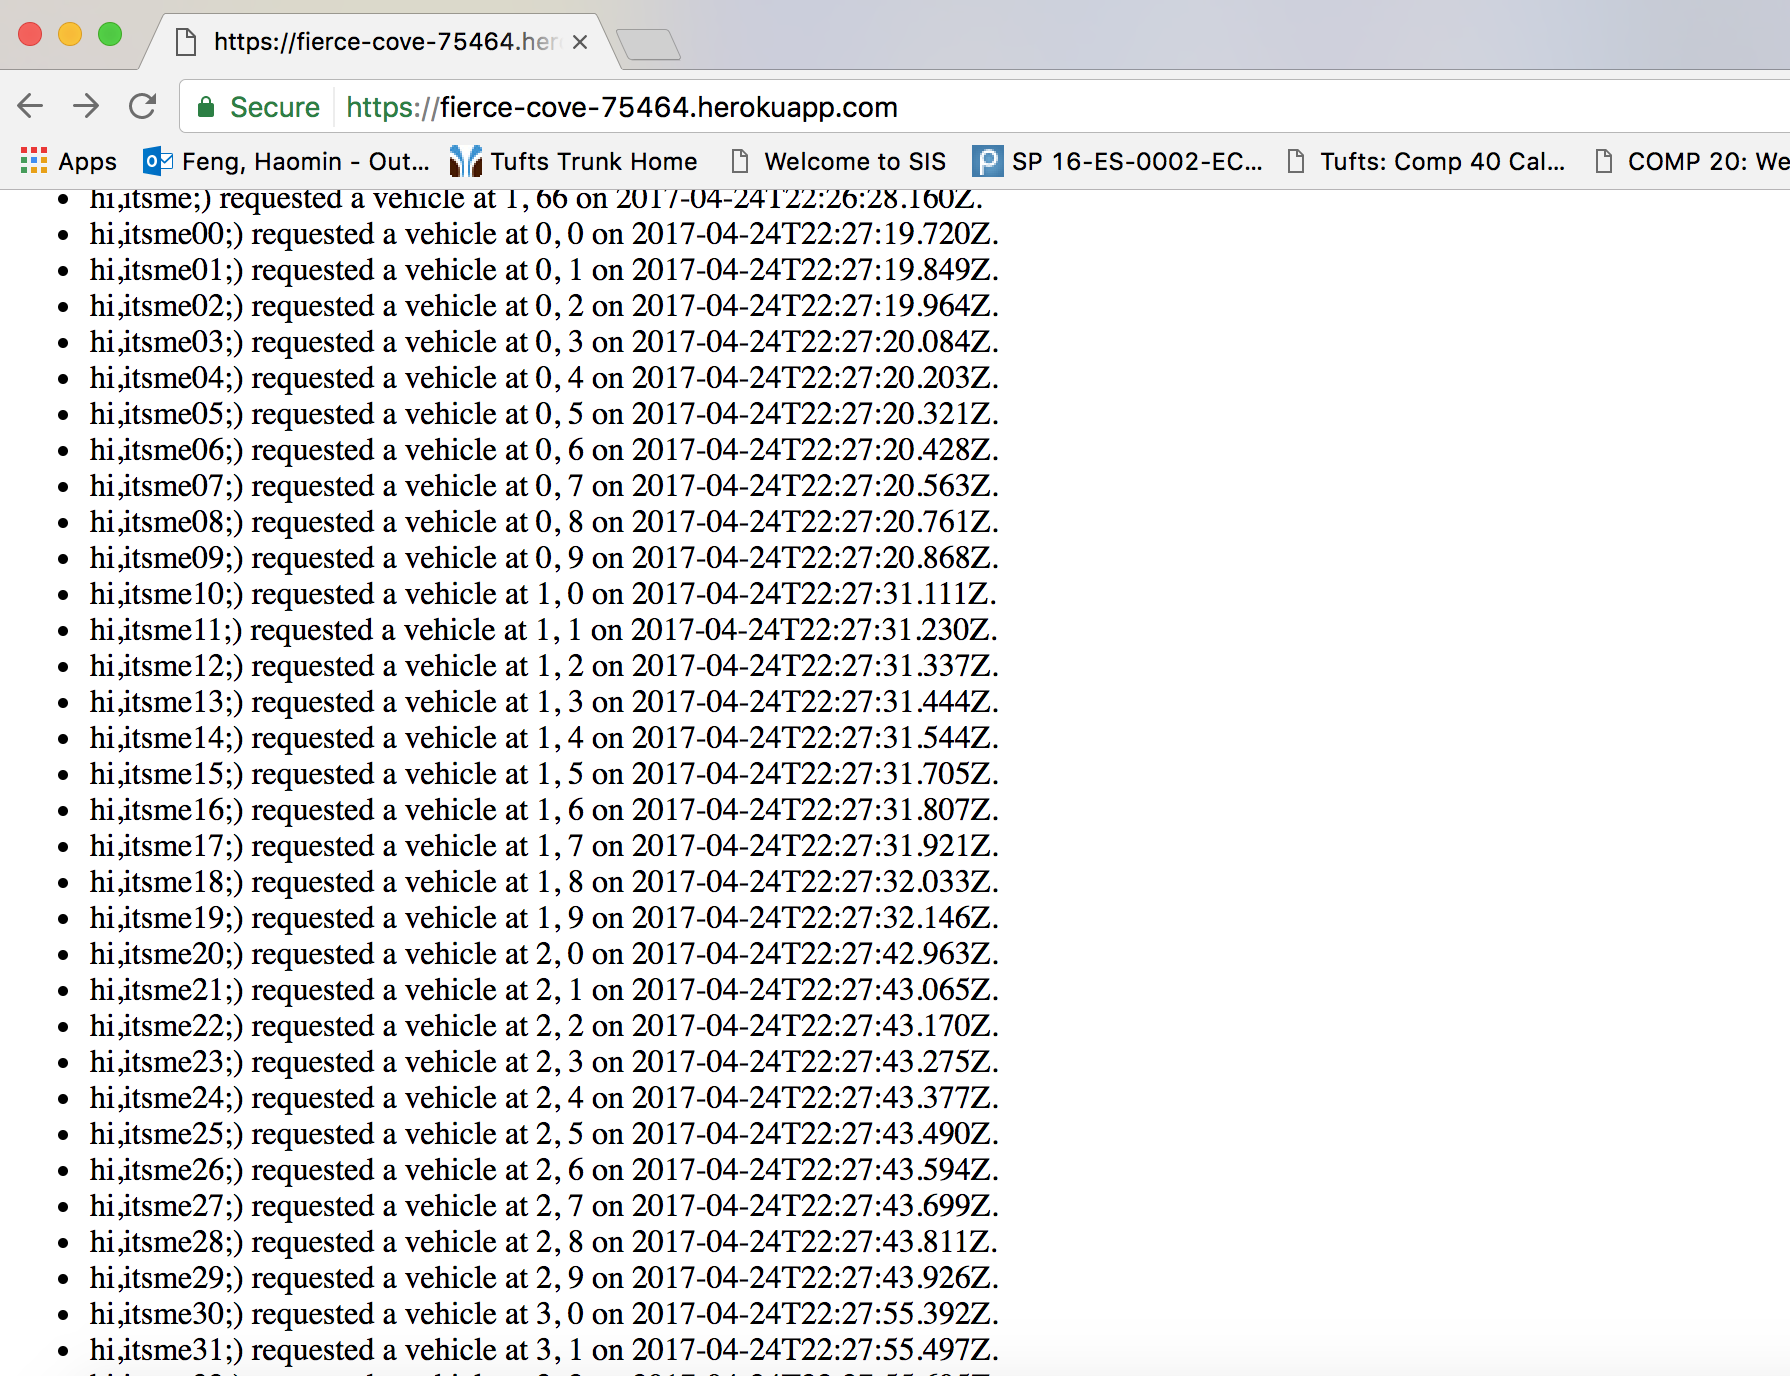 https://fierce-cove-75464.her
Secure https://fierce-cove-75464.herokuapp.com
Apps Feng, Haomin - Out... Tufts Trunk Home Welcome to SIS SP 16-ES-0002-EC... Tufts: Comp 40 Cal... COMP 20: We
hi,itsme;) requested a vehicle at 1, 66 on 2017-04-24T22:26:28.160Z.
hi,itsme00;) requested a vehicle at 0, 0 on 2017-04-24T22:27:19.720Z.
hi,itsme01;) requested a vehicle at 0, 1 on 2017-04-24T22:27:19.849Z.
hi,itsme02;) requested a vehicle at 0, 2 on 2017-04-24T22:27:19.964Z.
hi,itsme03;) requested a vehicle at 0, 3 on 2017-04-24T22:27:20.084Z.
hi,itsme04;) requested a vehicle at 0, 4 on 2017-04-24T22:27:20.203Z.
hi,itsme05;) requested a vehicle at 0, 5 on 2017-04-24T22:27:20.321Z.
hi,itsme06;) requested a vehicle at 0, 6 on 2017-04-24T22:27:20.428Z.
hi,itsme07;) requested a vehicle at 0, 7 on 2017-04-24T22:27:20.563Z.
hi,itsme08;) requested a vehicle at 0, 8 on 2017-04-24T22:27:20.761Z.
hi,itsme09;) requested a vehicle at 0, 9 on 2017-04-24T22:27:20.868Z.
hi,itsme10;) requested a vehicle at 1, 0 on 2017-04-24T22:27:31.111Z.
hi,itsme11;) requested a vehicle at 1, 1 on 2017-04-24T22:27:31.230Z.
hi,itsme12;) requested a vehicle at 1, 2 on 2017-04-24T22:27:31.337Z.
hi,itsme13;) requested a vehicle at 1, 3 on 2017-04-24T22:27:31.444Z.
hi,itsme14;) requested a vehicle at 1, 4 on 2017-04-24T22:27:31.544Z.
hi,itsme15;) requested a vehicle at 1, 5 on 2017-04-24T22:27:31.705Z.
hi,itsme16;) requested a vehicle at 1, 6 on 2017-04-24T22:27:31.807Z.
hi,itsme17;) requested a vehicle at 1, 7 on 2017-04-24T22:27:31.921Z.
hi,itsme18;) requested a vehicle at 1, 8 on 2017-04-24T22:27:32.033Z.
hi,itsme19;) requested a vehicle at 1, 9 on 2017-04-24T22:27:32.146Z.
hi,itsme20;) requested a vehicle at 2, 0 on 2017-04-24T22:27:42.963Z.
hi,itsme21;) requested a vehicle at 2, 1 on 2017-04-24T22:27:43.065Z.
hi,itsme22;) requested a vehicle at 2, 2 on 2017-04-24T22:27:43.170Z.
hi,itsme23;) requested a vehicle at 2, 3 on 2017-04-24T22:27:43.275Z.
hi,itsme24;) requested a vehicle at 2, 4 on 2017-04-24T22:27:43.377Z.
hi,itsme25;) requested a vehicle at 2, 5 on 2017-04-24T22:27:43.490Z.
hi,itsme26;) requested a vehicle at 2, 6 on 2017-04-24T22:27:43.594Z.
hi,itsme27;) requested a vehicle at 2, 7 on 2017-04-24T22:27:43.699Z.
hi,itsme28;) requested a vehicle at 2, 8 on 2017-04-24T22:27:43.811Z.
hi,itsme29;) requested a vehicle at 2, 9 on 2017-04-24T22:27:43.926Z.
hi,itsme30;) requested a vehicle at 3, 0 on 2017-04-24T22:27:55.392Z.
hi,itsme31;) requested a vehicle at 3, 1 on 2017-04-24T22:27:55.497Z.